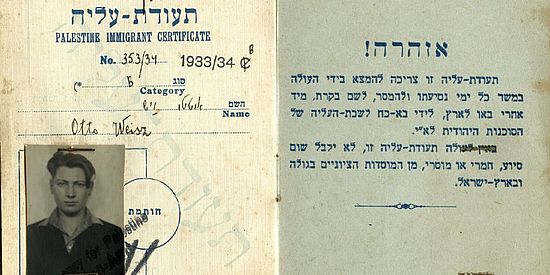 תעודת-עליה
PALESTINE IMMIGRANT CERTIFICATE
No. 353/34 1933/34 ₵ B
סוג
Category
השם
Name
Otto Weisz
חותמת
Palestine
אזהרה!
תעודת-עליה זו צריכה להמצא בידי העולה
במשך כל ימי נסיעתו ולהמסר, לשם בקרת, מיד
אחרי באו לארץ, לידי בא-כח לשכת-העליה של
הסוכנות היהודית לא״י.
תעודת-עליה זו, לא יקבל שום
סיוע, חמרי או מוסרי, מן המוסדות הציוניים בגולה
ובארץ-ישראל.